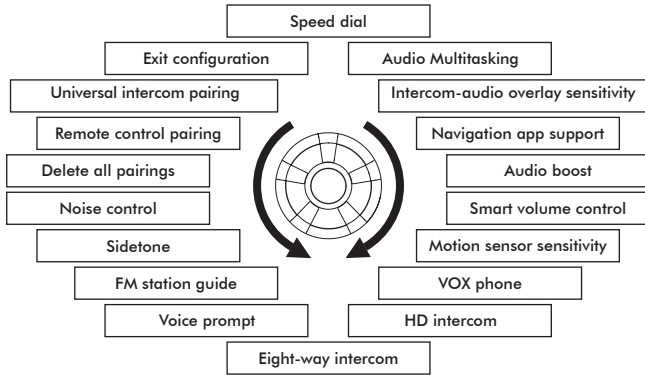 Speed dial
Exit configuration
Audio Multitasking
Universal intercom pairing
Intercom-audio overlay sensitivity
Remote control pairing
Navigation app support
Delete all pairings
Audio boost
Noise control
Smart volume control
Sidetone
Motion sensor sensitivity
FM station guide
VOX phone
Voice prompt
HD intercom
Eight-way intercom